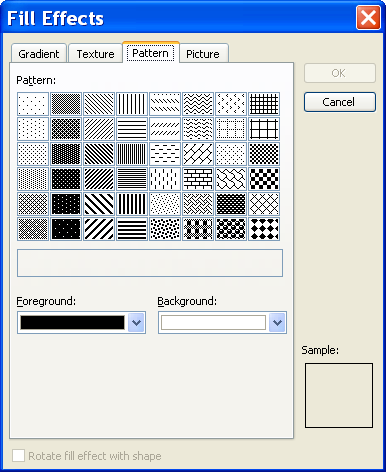 Fill Effects
Gradient Texture Pattern Picture
Pattern:
OK
Cancel
Foreground: Background:
Sample:
Rotate fill effect with shape